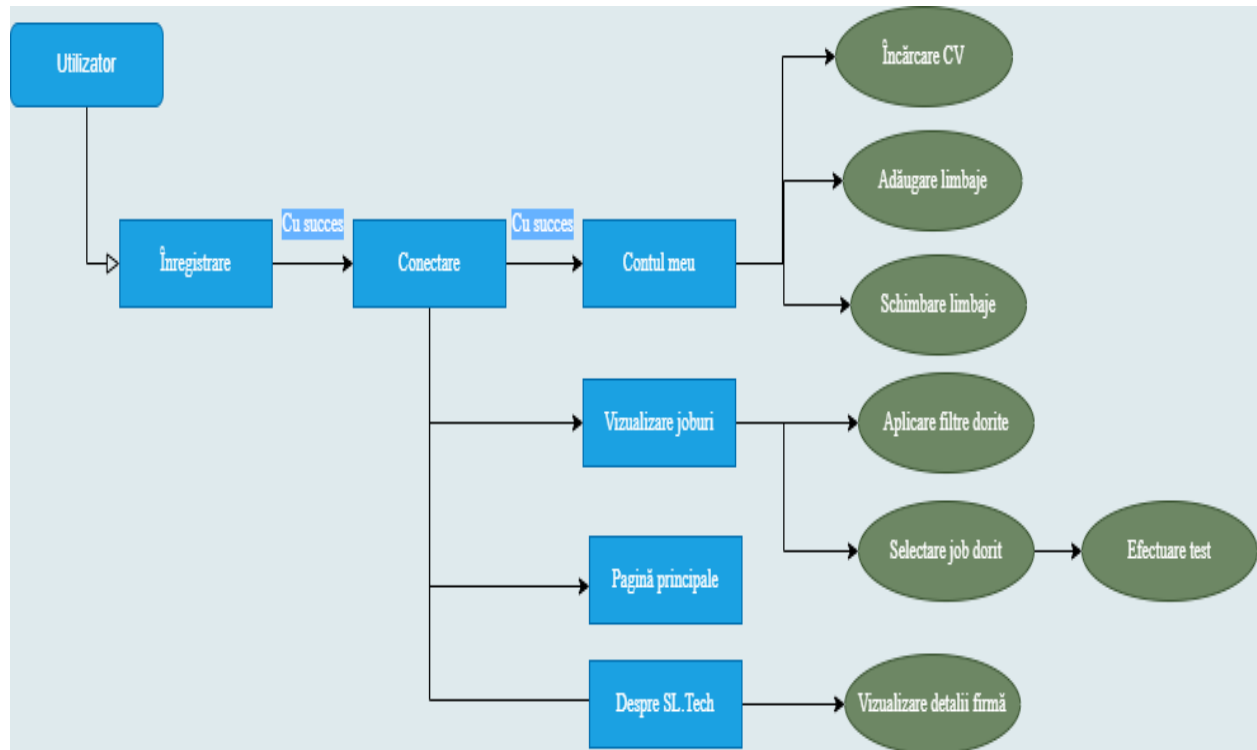 Utilizator
Încărcare CV
Adăugare limbaje
Cu succes
Cu succes
Înregistrare
Conectare
Contul meu
Schimbare limbaje
Vizualizare joburi
Aplicare filtre dorite
Selectare job dorit
Efectuare test
Pagină principale
Despre SL.Tech
Vizualizare detalii firmă